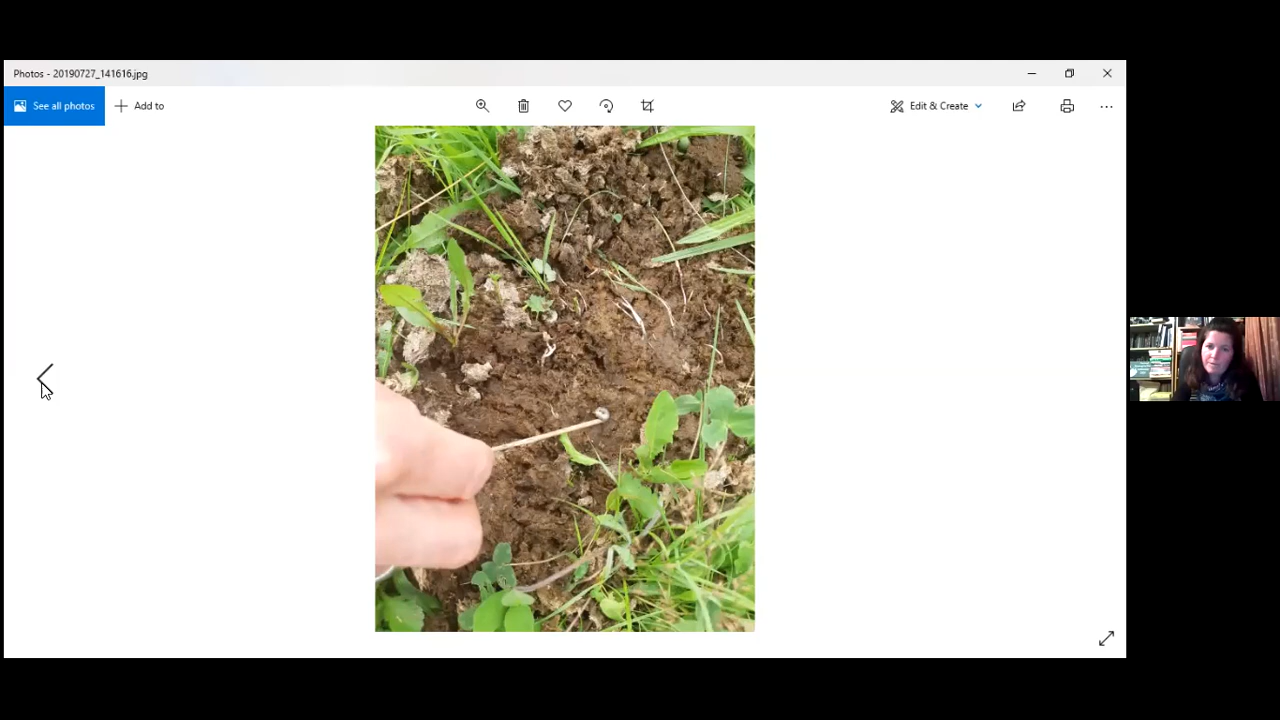 Photos - 20190727_141616.jpg
See all photos
Add to
Edit & Create